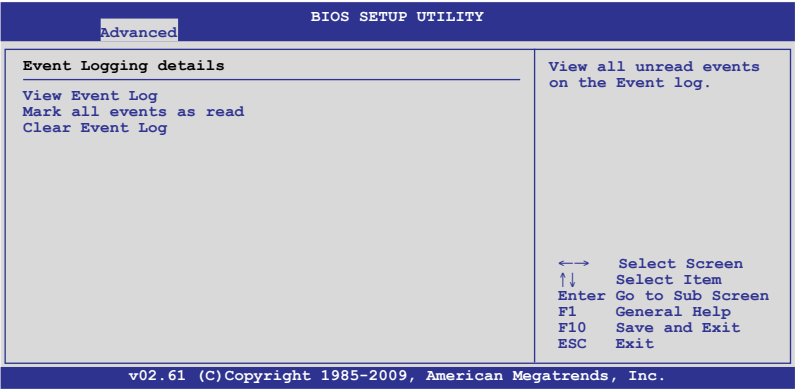 BIOS SETUP UTILITY
Advanced
Event Logging details
View Event Log
Mark all events as read
Clear Event Log
View all unread events
on the Event log.
←→ Select Screen
↑↓ Select Item
Enter Go to Sub Screen
F1 General Help
F10 Save and Exit
ESC Exit
v02.61 (C)Copyright 1985-2009, American Megatrends, Inc.